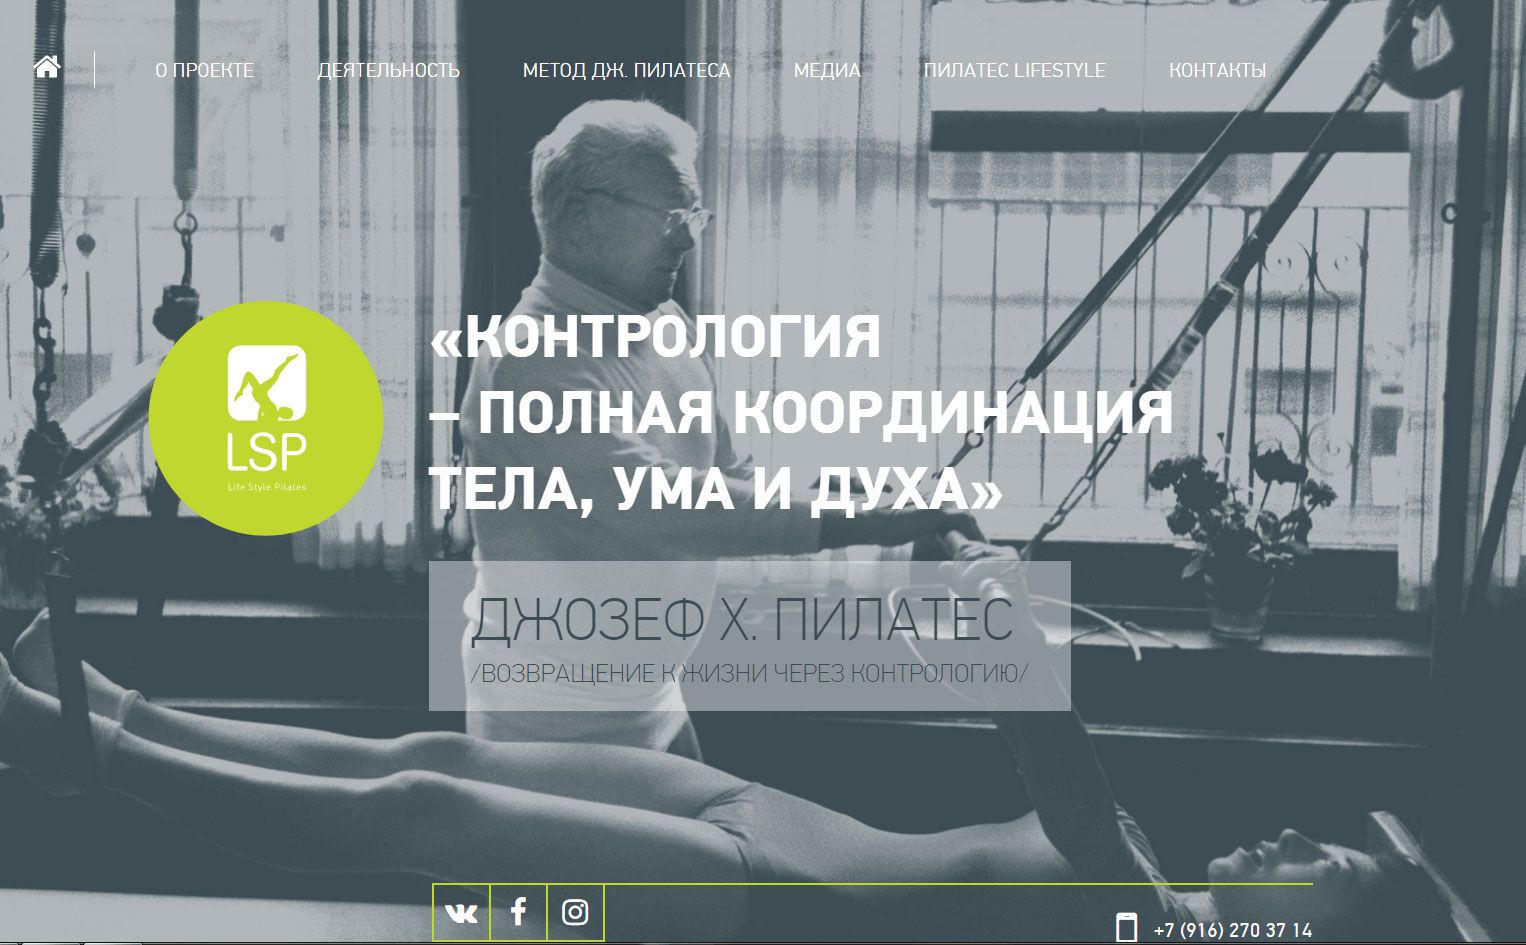 О ПРОЕКТЕ
ДЕЯТЕЛЬНОСТЬ
МЕТОД ДЖ. ПИЛАТЕСА
МЕДИА
ПИЛАТЕС LIFESTYLE
КОНТАКТЫ
LSP
Life Style Pilates
«КОНТРОЛОГИЯ
– ПОЛНАЯ КООРДИНАЦИЯ
ТЕЛА, УМА И ДУХА»
ДЖОЗЕФ Х. ПИЛАТЕС
/ВОЗВРАЩЕНИЕ К ЖИЗНИ ЧЕРЕЗ КОНТРОЛОГИЮ/
+7 (916) 270 37 14